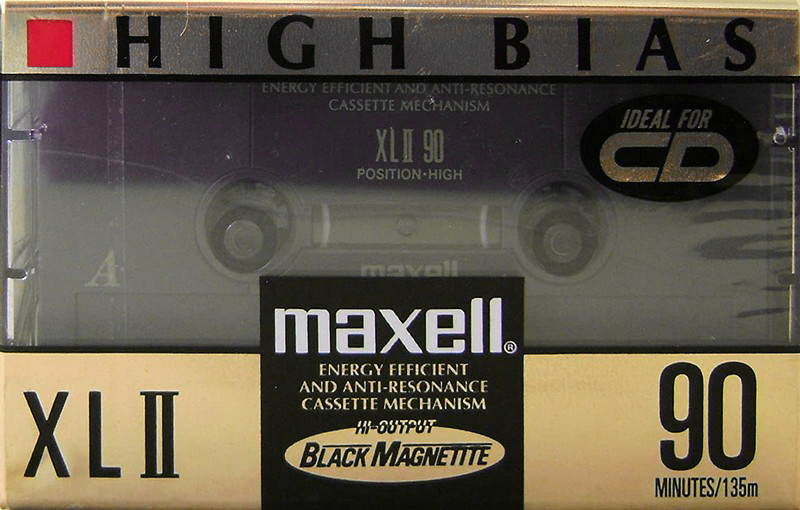 HIGH BIAS
ENERGY EFFICIENT AND ANTI-RESONANCE
CASSETTE MECHANISM
IDEAL FOR
CD
XLII 90
POSITION·HIGH
A
maxell
maxell®
ENERGY EFFICIENT
AND ANTI-RESONANCE
CASSETTE MECHANISM
HI-OUTPUT
BLACK MAGNETITE
XLII
90
MINUTES/135m